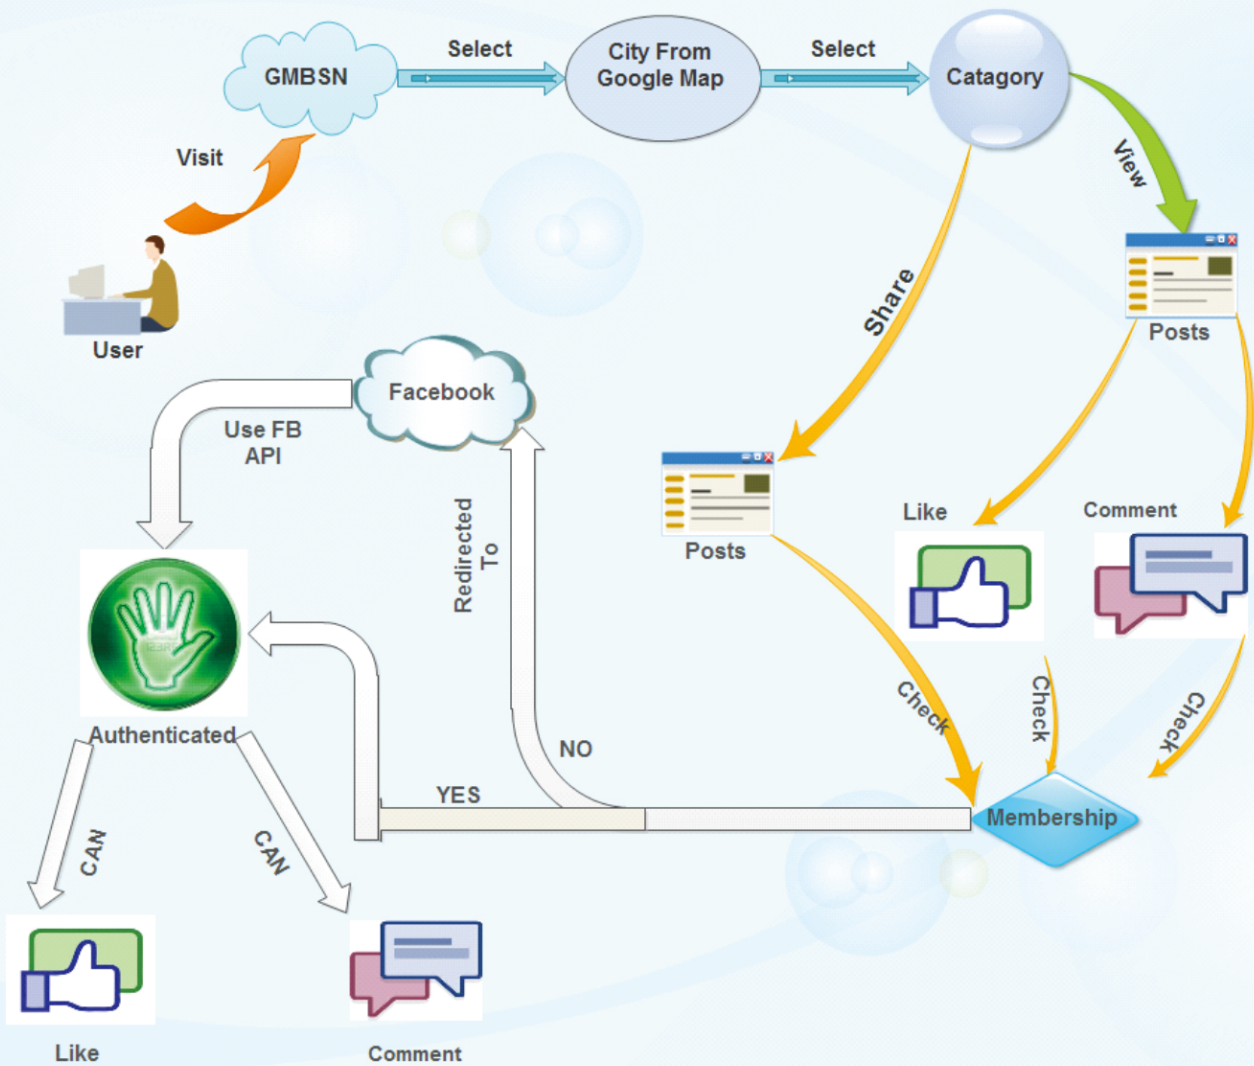 GMBSN
Select
City From
Google Map
Select
Catagory
Visit
View
User
Share
Posts
Facebook
Use FB
API
Redirected
To
Posts
Like
Comment
Check
Check
Check
Authenticated
NO
YES
Membership
CAN
CAN
Like
Comment